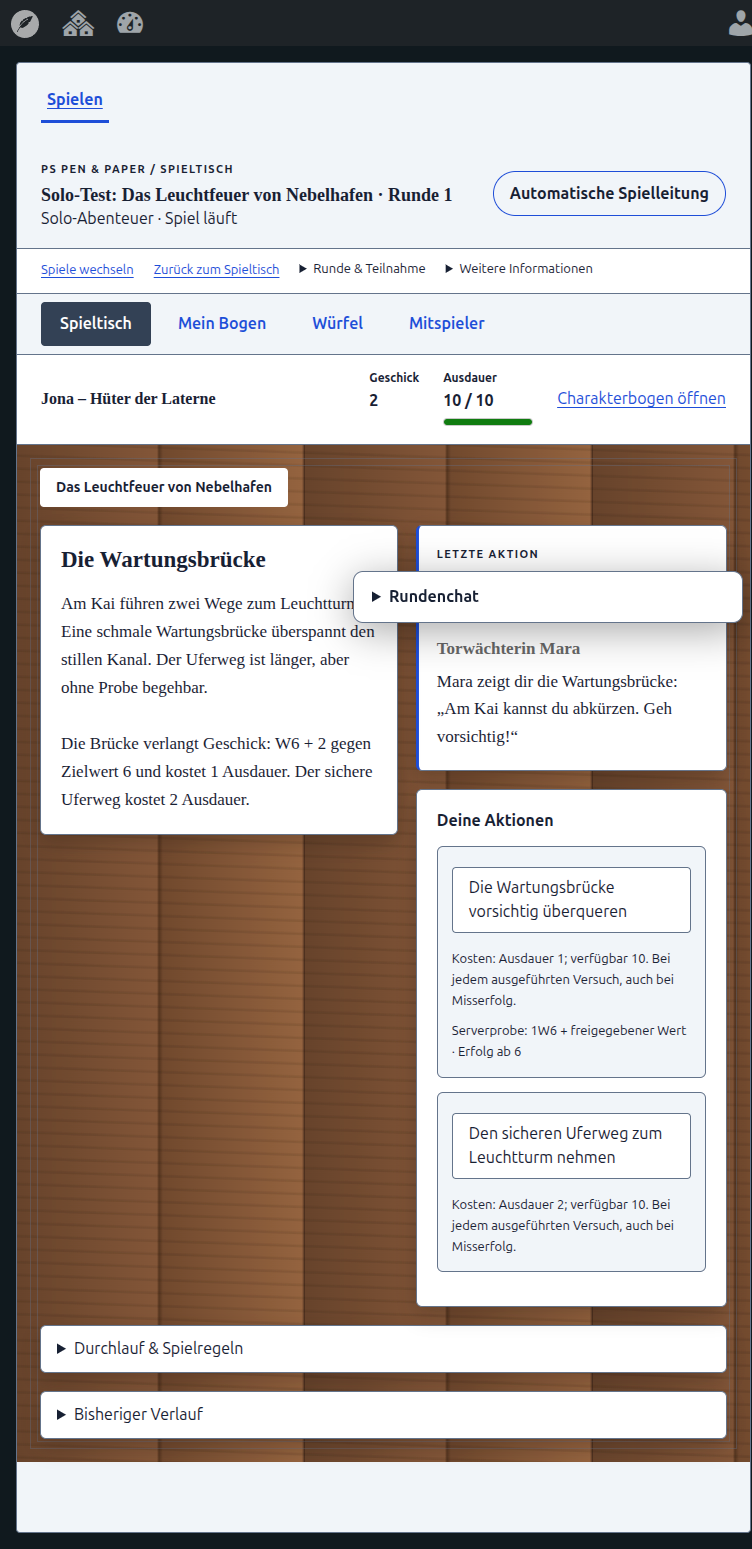 Spielen
PS PEN & PAPER / SPIELTISCH
Solo-Test: Das Leuchtfeuer von Nebelhafen · Runde 1
Solo-Abenteuer · Spiel läuft
Automatische Spielleitung
Spiele wechseln
Zurück zum Spieltisch
Runde & Teilnahme
Weitere Informationen
Spieltisch
Mein Bogen
Würfel
Mitspieler
Jona – Hüter der Laterne
Geschick
2
Ausdauer
10 / 10
Charakterbogen öffnen
Das Leuchtfeuer von Nebelhafen
Die Wartungsbrücke
Am Kai führen zwei Wege zum
Eine schmale Wartungsbrücke überspannt den
stillen Kanal. Der Uferweg ist länger, aber
ohne Probe begehbar.
Die Brücke verlangt Geschick: W6 + 2 gegen
Zielwert 6 und kostet 1 Ausdauer. Der sichere
Uferweg kostet 2 Ausdauer.
LETZTE AKTION
Rundenchat
Torwächterin Mara
Mara zeigt dir die Wartungsbrücke:
„Am Kai kannst du abkürzen. Geh
vorsichtig!“
Deine Aktionen
Die Wartungsbrücke
vorsichtig überqueren
Kosten: Ausdauer 1; verfügbar 10. Bei
jedem ausgeführten Versuch, auch bei
Misserfolg.
Serverprobe: 1W6 + freigegebener Wert
· Erfolg ab 6
Den sicheren Uferweg zum
Leuchtturm nehmen
Kosten: Ausdauer 2; verfügbar 10. Bei
jedem ausgeführten Versuch, auch bei
Misserfolg.
Durchlauf & Spielregeln
Bisheriger Verlauf